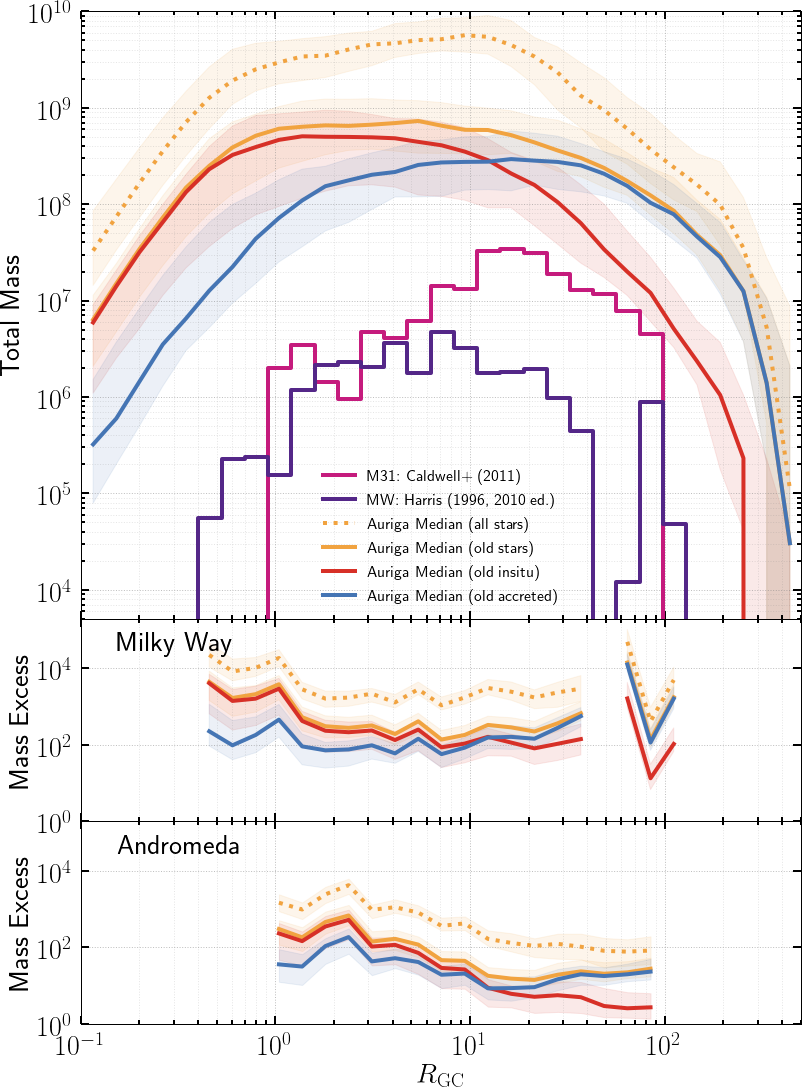 10^10
10^9
10^8
10^7
10^6
10^5
10^4
Total Mass
M31: Caldwell+ (2011)
MW: Harris (1996, 2010 ed.)
Auriga Median (all stars)
Auriga Median (old stars)
Auriga Median (old insitu)
Auriga Median (old accreted)
Milky Way
10^4
10^2
10^0
Mass Excess
Andromeda
10^4
10^2
10^0
Mass Excess
10^-1 10^0 10^1 10^2
R_GC